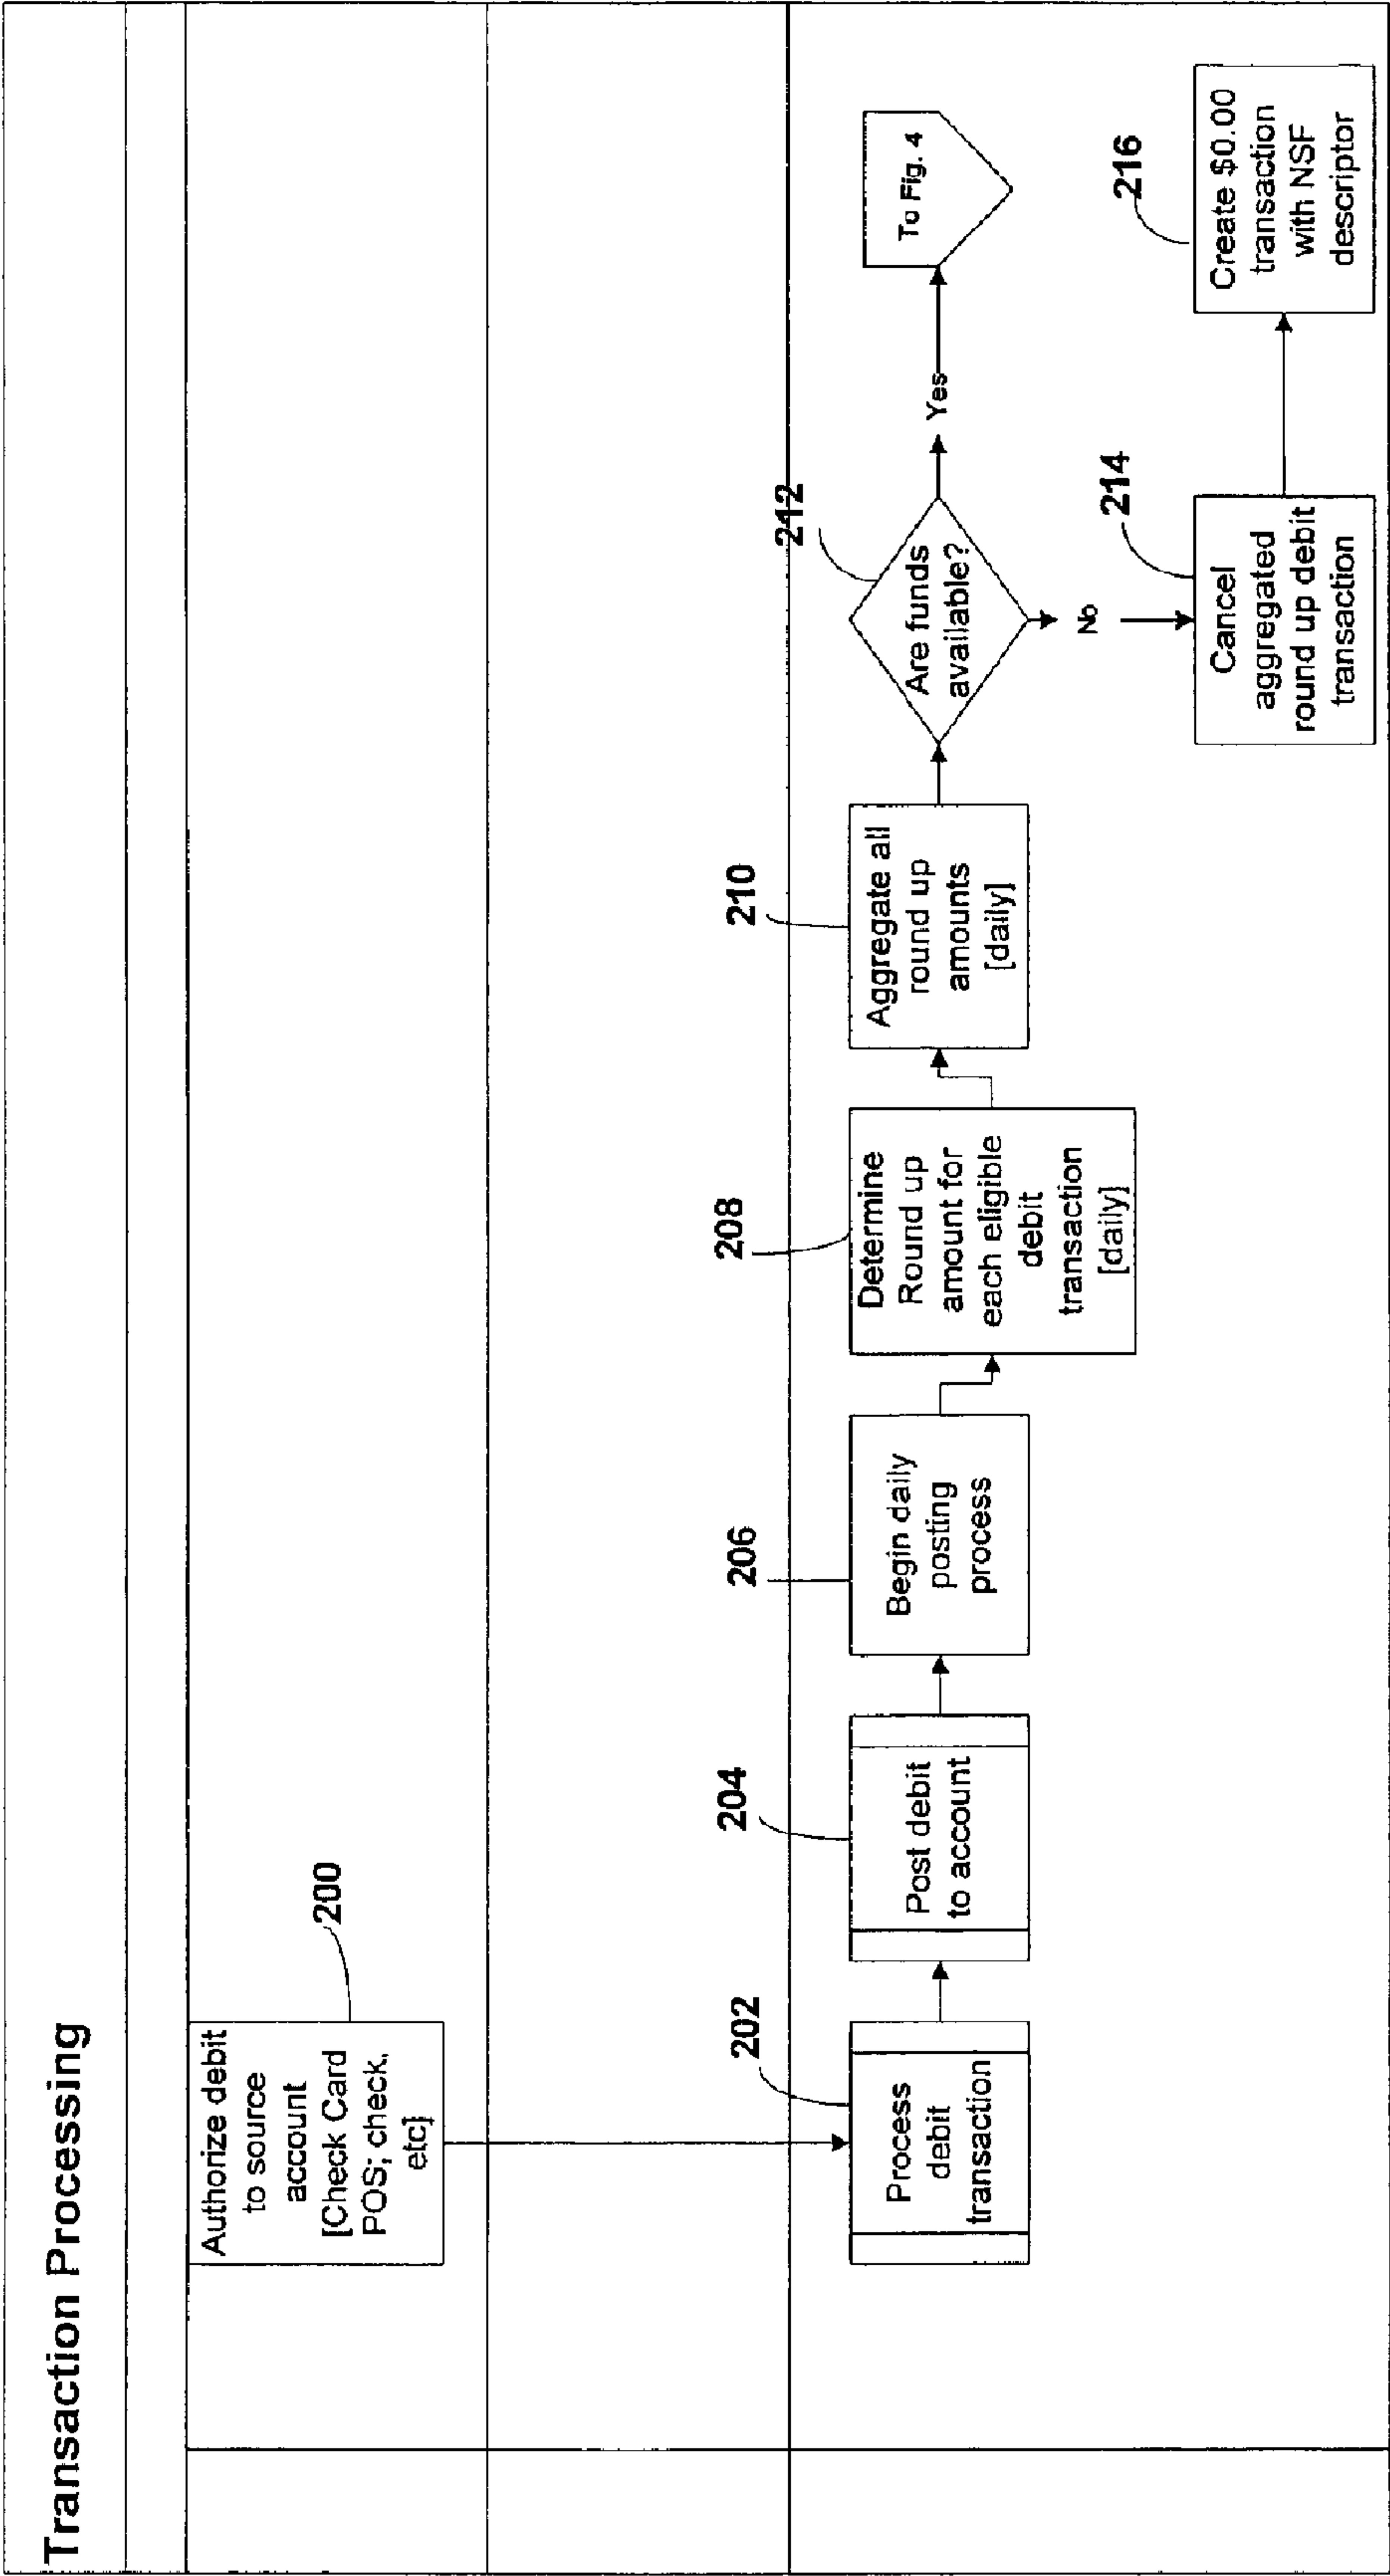 Transaction Processing
Authorize debit
to source
account
[Check Card
POS; check,
etc]
200
202
Process
debit
transaction
204
Post debit
to account
206
Begin daily
posting
process
208
Determine
Round up
amount for
each eligible
debit
transaction
[daily]
210
Aggregate all
round up
amounts
[daily]
212
Are funds
available?
Yes
To Fig. 4
No
214
Cancel
aggregated
round up debit
transaction
216
Create $0.00
transaction
with NSF
descriptor